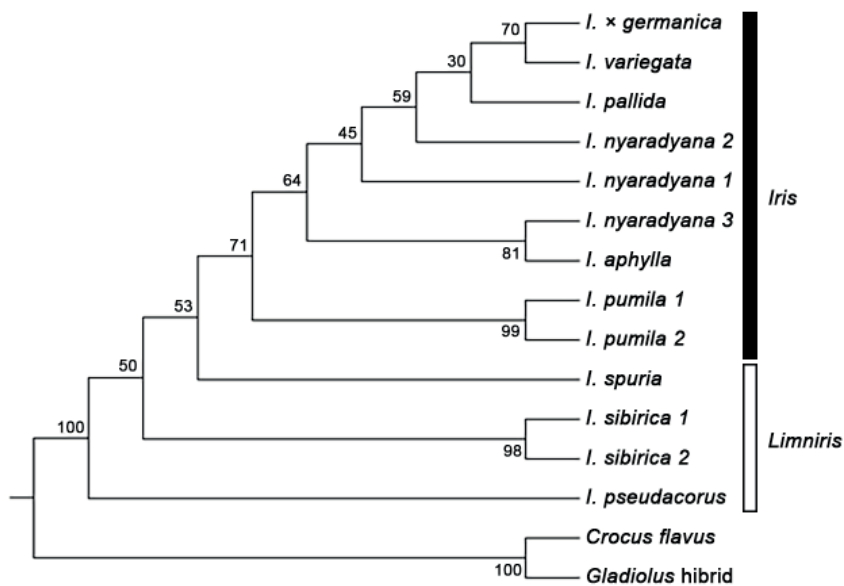 70
I. × germanica
I. variegata
30
I. pallida
59
I. nyaradyana 2
45
I. nyaradyana 1
64
I. nyaradyana 3
81
I. aphylla
71
I. pumila 1
99
I. pumila 2
Iris
53
I. spuria
50
I. sibirica 1
98
I. sibirica 2
100
I. pseudacorus
Limniris
Crocus flavus
100
Gladiolus hibrid